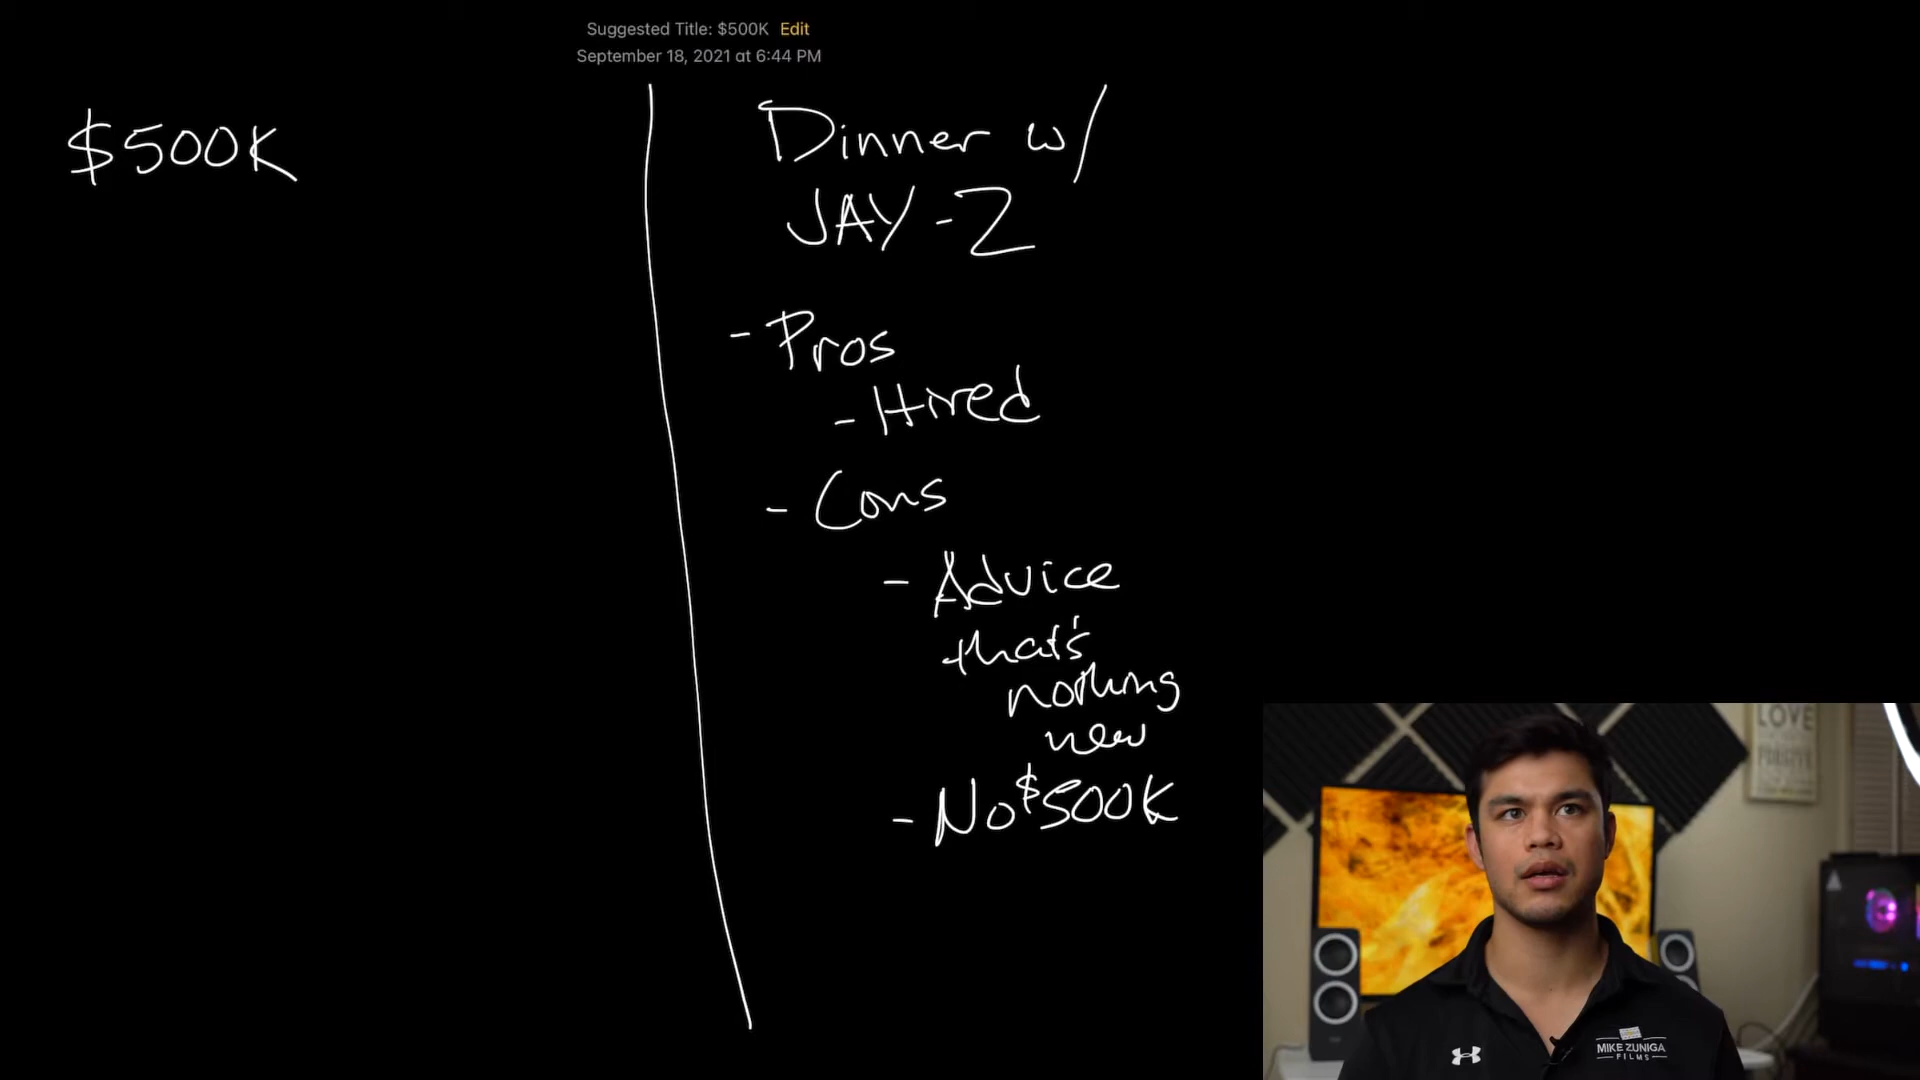 Suggested Title: $500K Edit
September 18, 2021 at 6:44 PM
$500K
Dinner w/
JAY-Z
- Pros
- Hired
- Cons
- Advice
that's
nothing
new
- No $500K
LOVE
MIKE ZUNIGA
FILMS